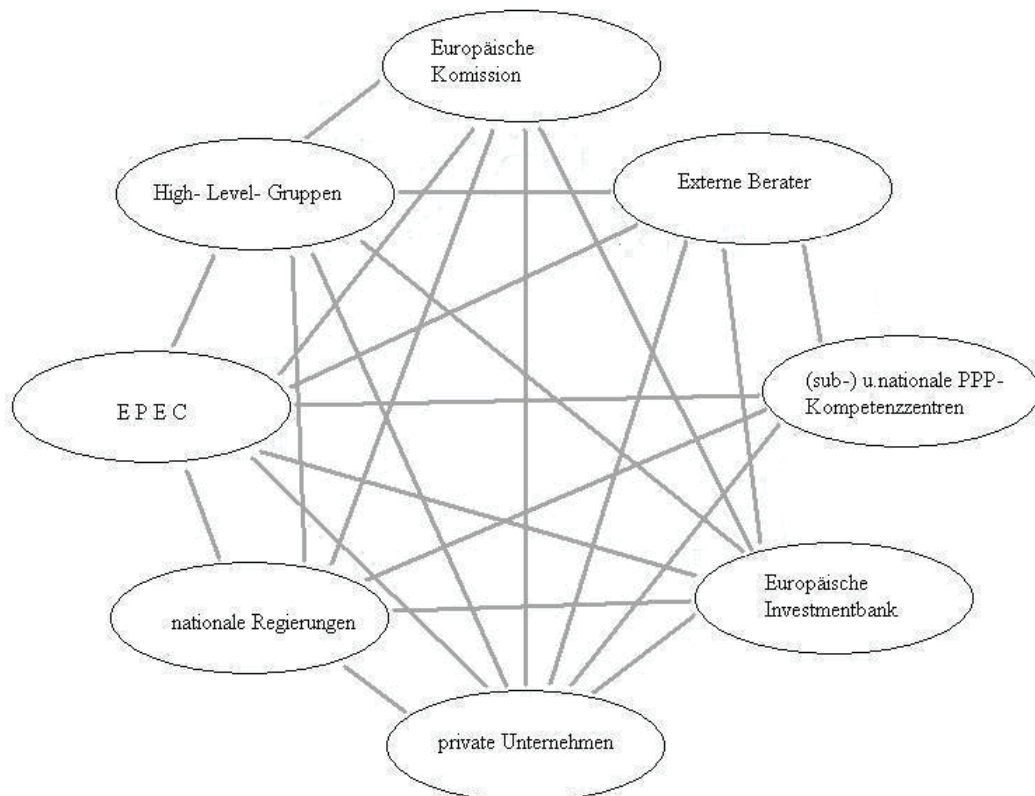 Europäische
Komission
High- Level- Gruppen
Externe Berater
E P E C
(sub-) u.nationale PPP-
Kompetenzzentren
nationale Regierungen
Europäische
Investmentbank
private Unternehmen